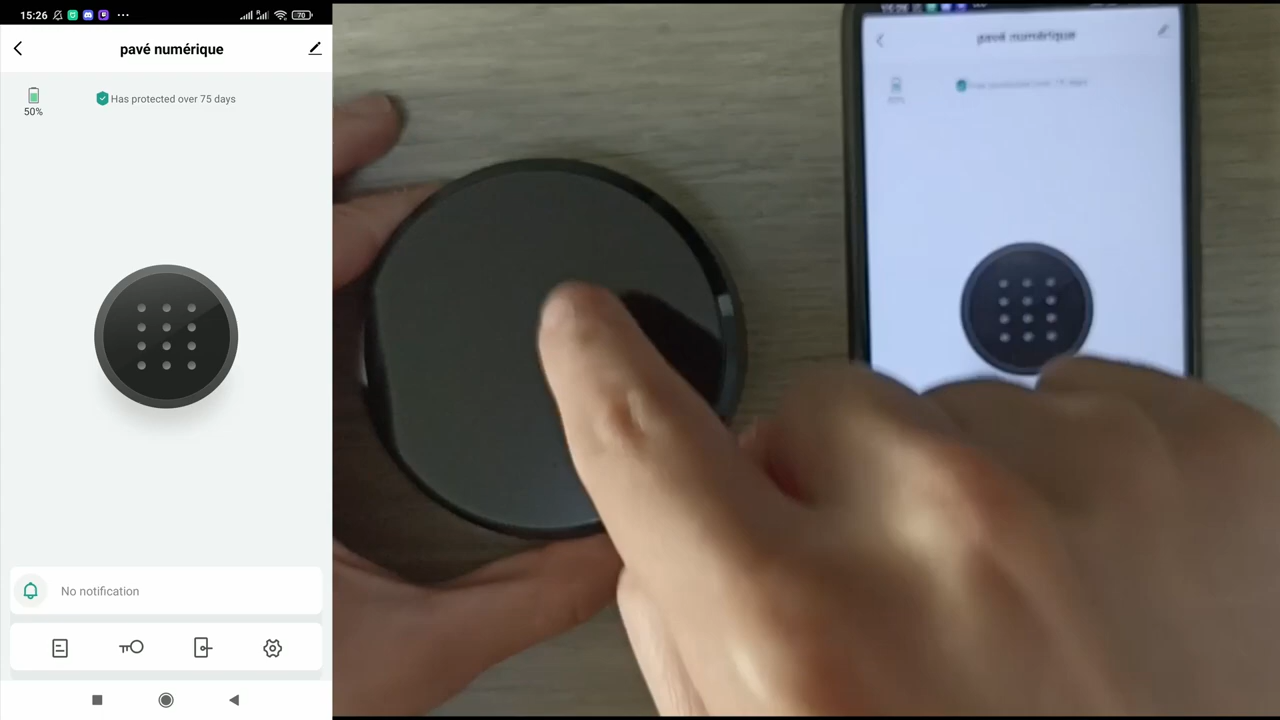 15:26 70
pavé numérique
50%
Has protected over 75 days
No notification
pavé numérique